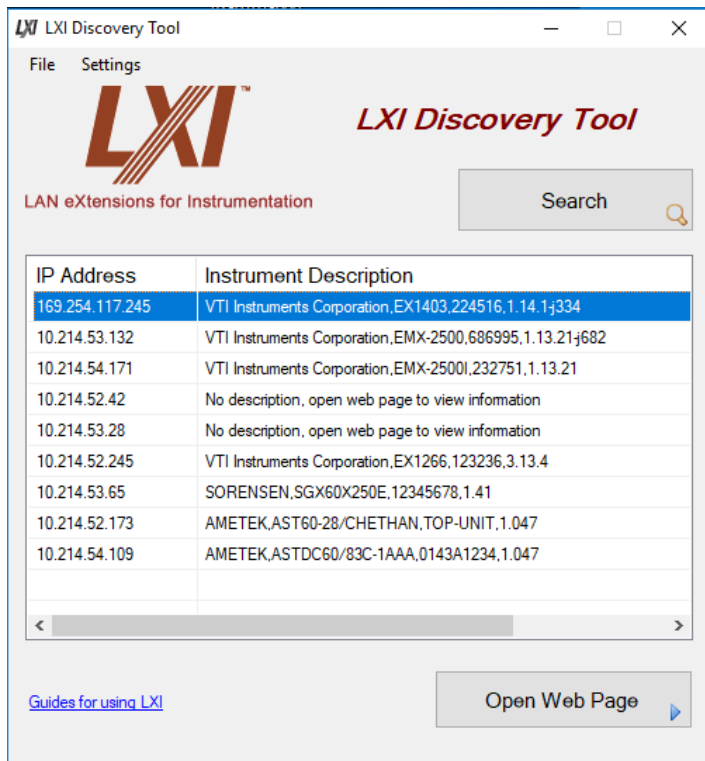 LXI LXI Discovery Tool
File Settings
LXI™
LXI Discovery Tool
LAN eXtensions for Instrumentation
Search
IP Address Instrument Description
169.254.117.245 VTI Instruments Corporation,EX1403,224516,1.14.1-j334
10.214.53.132 VTI Instruments Corporation,EMX-2500,686995,1.13.21-j682
10.214.54.171 VTI Instruments Corporation,EMX-2500I,232751,1.13.21
10.214.52.42 No description, open web page to view information
10.214.53.28 No description, open web page to view information
10.214.52.245 VTI Instruments Corporation,EX1266,123236,3.13.4
10.214.53.65 SORENSEN,SGX60X250E,12345678,1.41
10.214.52.173 AMETEK,AST60-28/CHETHAN,TOP-UNIT,1.047
10.214.54.109 AMETEK,ASTDC60/83C-1AAA,0143A1234,1.047
Guides for using LXI
Open Web Page